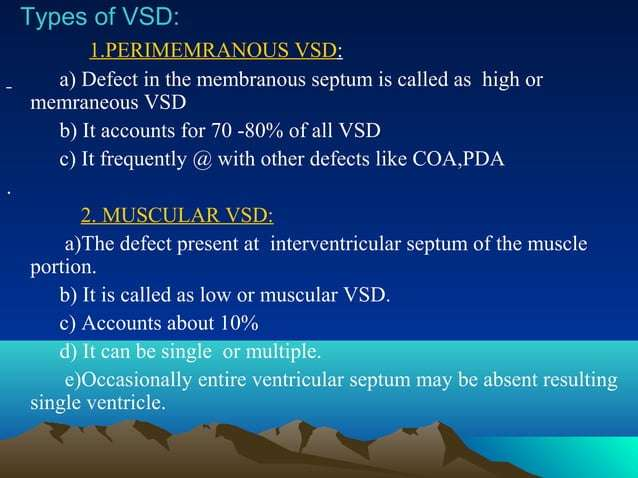 Types of VSD:
1.PERIMEMRANOUS VSD:
a) Defect in the membranous septum is called as high or
memraneous VSD
b) It accounts for 70 -80% of all VSD
c) It frequently @ with other defects like COA,PDA
.
2. MUSCULAR VSD:
a)The defect present at interventricular septum of the muscle
portion.
b) It is called as low or muscular VSD.
c) Accounts about 10%
d) It can be single or multiple.
e)Occasionally entire ventricular septum may be absent resulting
single ventricle.